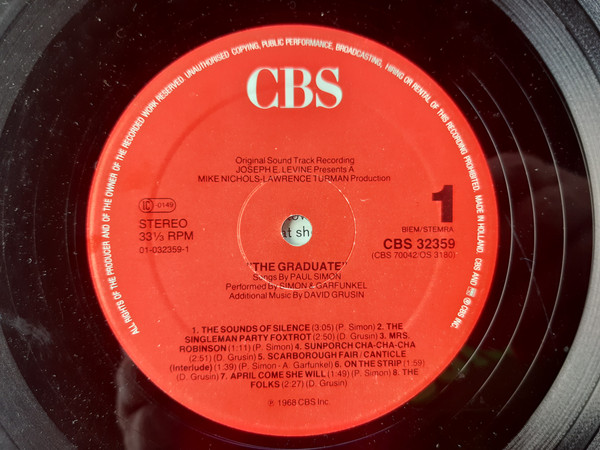 ALL RIGHTS OF THE PRODUCER AND OF THE OWNER OF THE RECORDED WORK RESERVED. UNAUTHORISED COPYING, PUBLIC PERFORMANCE, BROADCASTING, HIRING OR RENTAL OF THIS RECORDING PROHIBITED. MADE IN HOLLAND.
CBS
Original Sound Track Recording
JOSEPH E. LEVINE Presents A
MIKE NICHOLS-LAWRENCE TURMAN Production
0149
STEREO
33⅓ RPM
01-032359-1
1
BIEM/STEMRA
CBS 32359
(CBS 70042/OS 3180)
at sh
"THE GRADUATE"
Songs By PAUL SIMON
Performed By SIMON & GARFUNKEL
Additional Music By DAVID GRUSIN
1. THE SOUNDS OF SILENCE (3:05) (P. Simon) 2. THE
SINGLEMAN PARTY FOXTROT (2:50) (D. Grusin) 3. MRS.
ROBINSON (1:11) (P. Simon) 4. SUNPORCH CHA-CHA-CHA
(2:51) (D. Grusin) 5. SCARBOROUGH FAIR / CANTICLE
(Interlude) (1:39) (P. Simon - A. Garfunkel) 6. ON THE STRIP (1:59)
(D. Grusin) 7. APRIL COME SHE WILL (1:49) (P. Simon) 8. THE
FOLKS (2:27) (D. Grusin)
℗ 1968 CBS Inc.